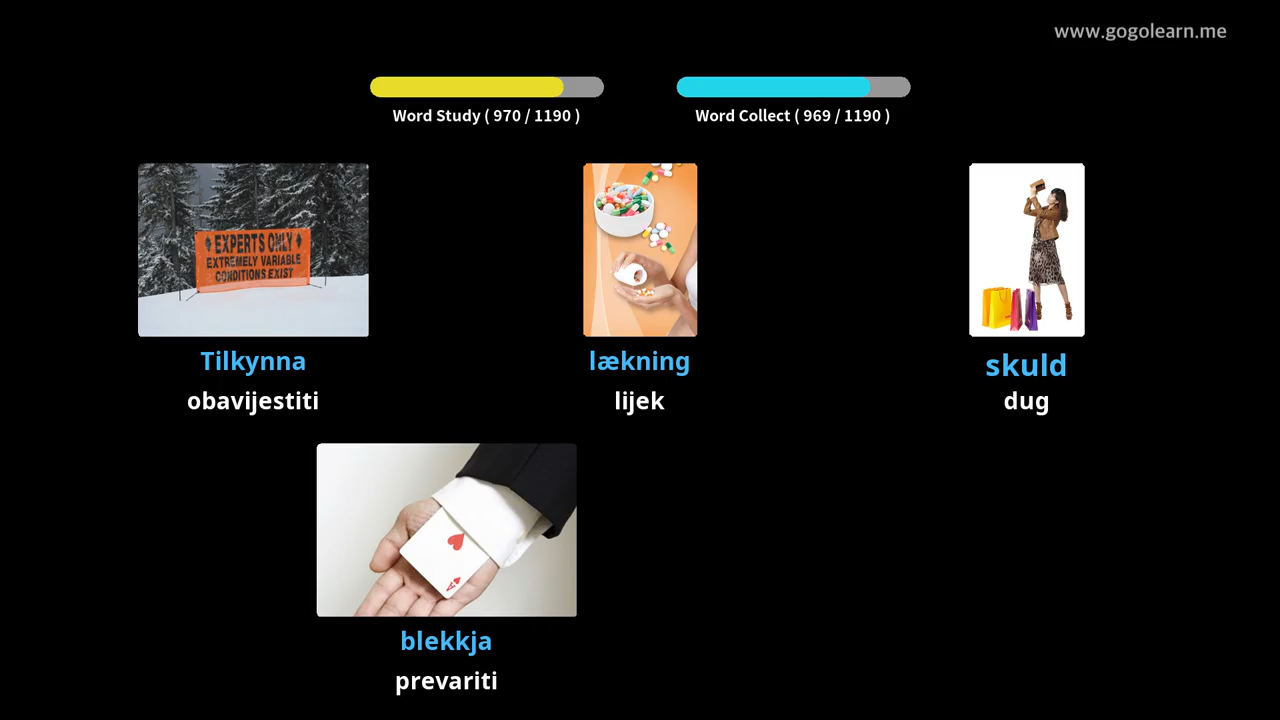 www.gogolearn.me
Word Study ( 970 / 1190 )
Word Collect ( 969 / 1190 )
EXPERTS ONLY
EXTREMELY VARIABLE
CONDITIONS EXIST
Tilkynna
obavijestiti
lækning
lijek
skuld
dug
A
blekkja
prevariti